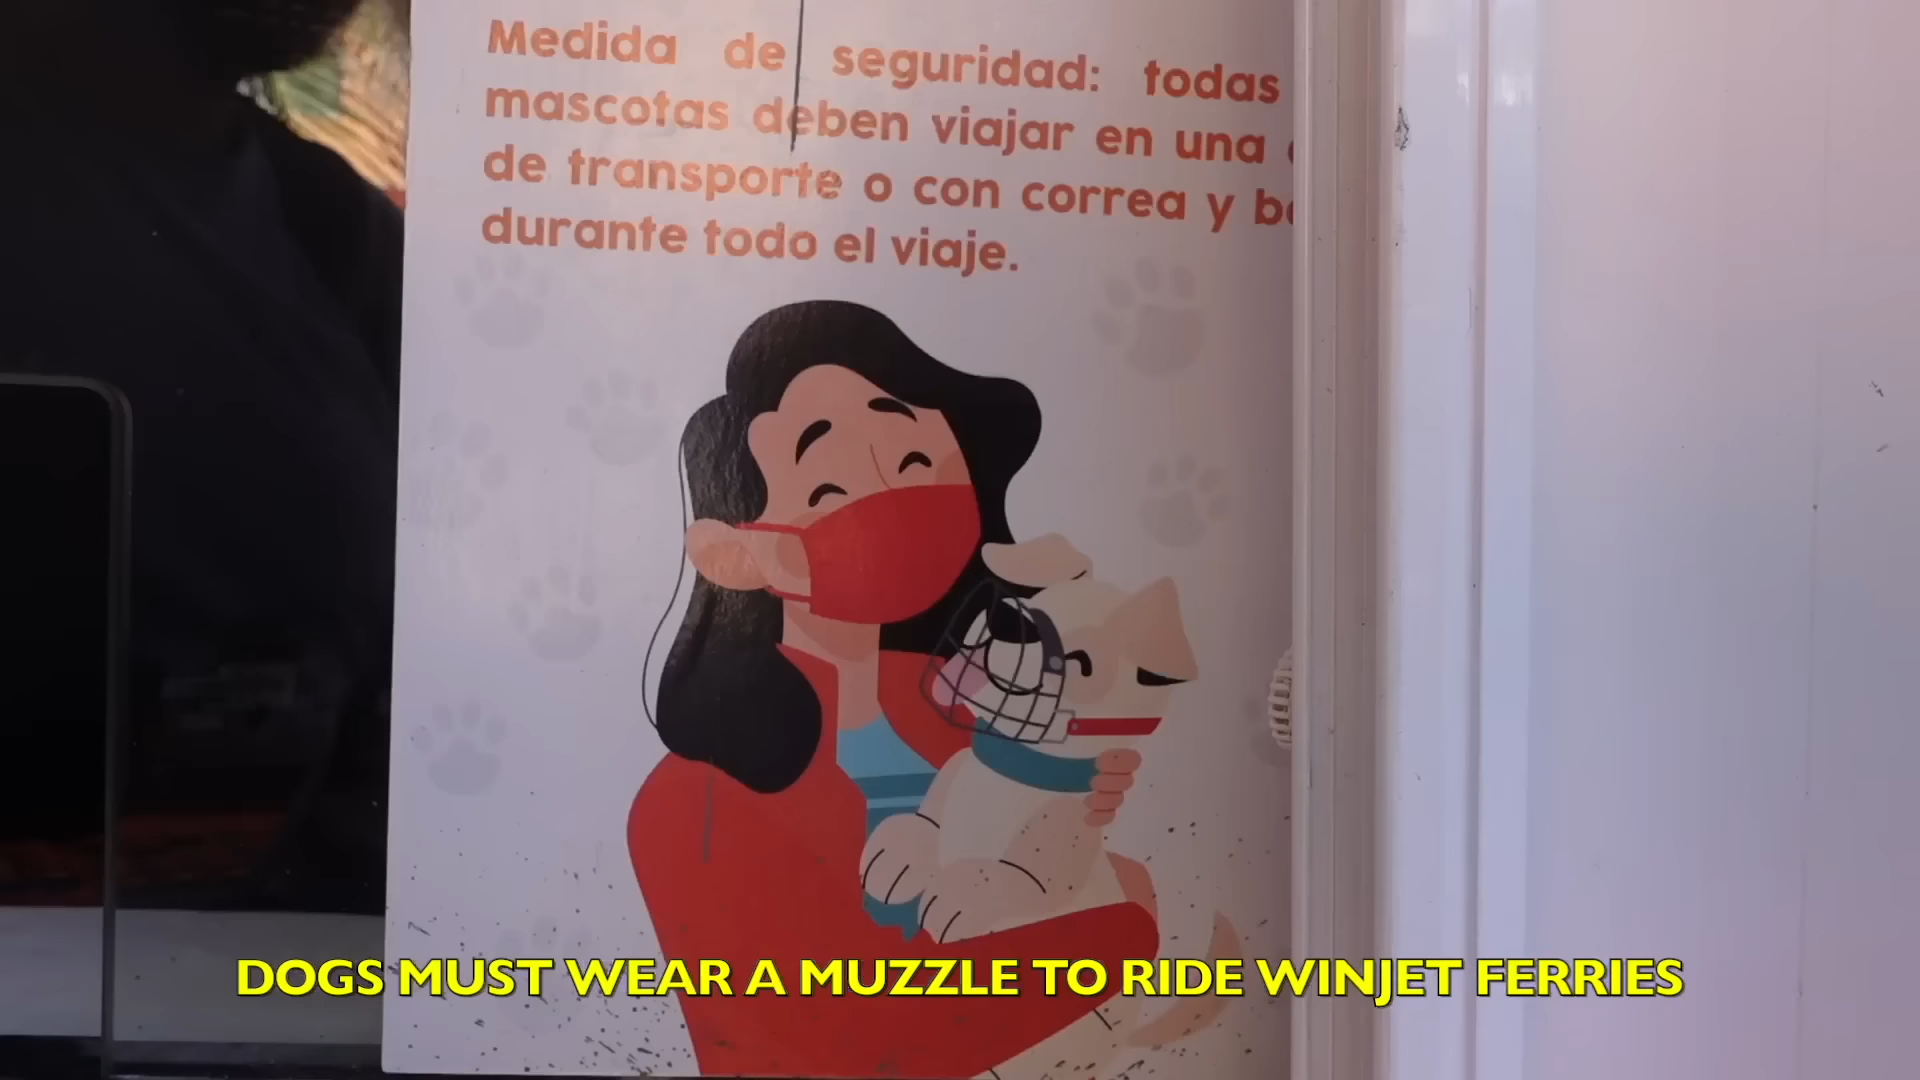 Medida de seguridad: todas
mascotas deben viajar en una
de transporte o con correa y
durante todo el viaje.
DOGS MUST WEAR A MUZZLE TO RIDE WINJET FERRIES